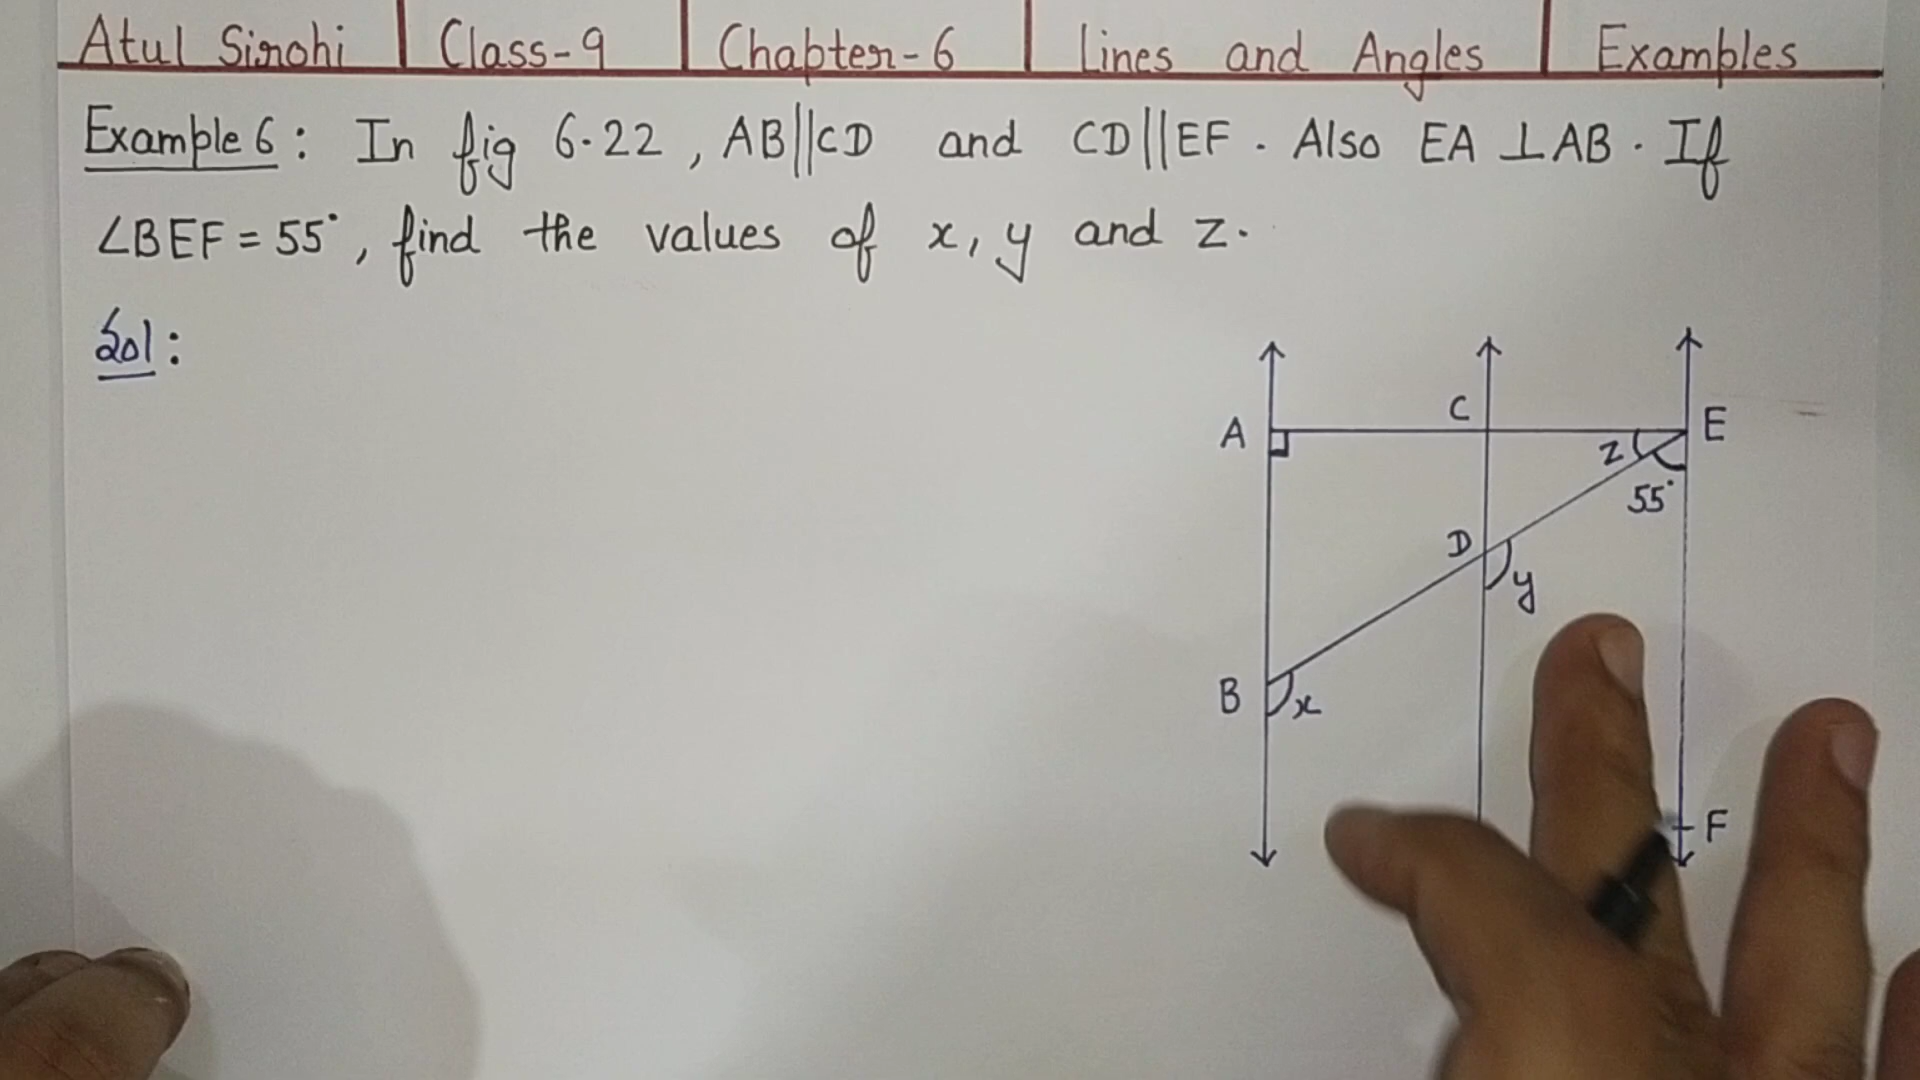 Atul Sirohi | Class-9 | Chapter-6 | Lines and Angles | Examples
Example 6: In fig 6.22, AB||CD and CD||EF. Also EA ⊥ AB. If
∠BEF = 55°, find the values of x, y and z.
Sol:
A
C
E
z
55°
D
y
B
x
F